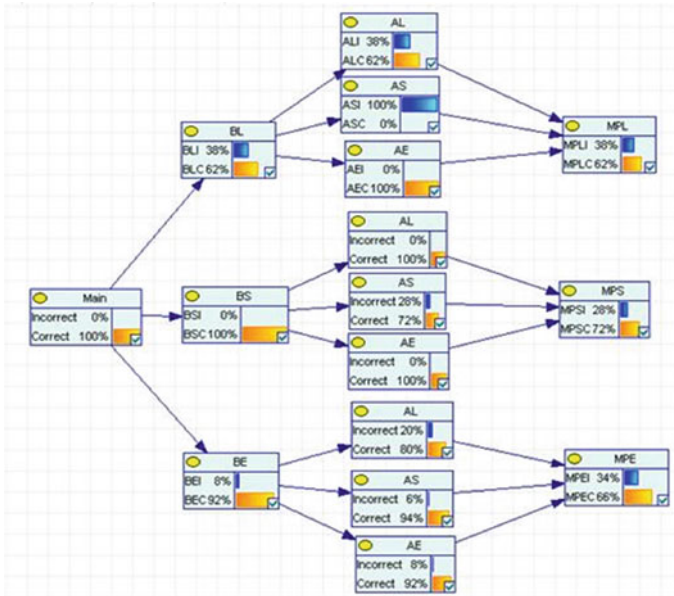 AL
ALI 38%
ALC 62%
AS
ASI 100%
ASC 0%
BL
BLI 38%
BLC 62%
AE
AEI 0%
AEC 100%
MPL
MPLI 38%
MPLC 62%
Main
Incorrect 0%
Correct 100%
BS
BSI 0%
BSC 100%
AL
Incorrect 0%
Correct 100%
AS
Incorrect 28%
Correct 72%
AE
Incorrect 0%
Correct 100%
MPS
MPSI 28%
MPSC 72%
BE
BEI 8%
BEC 92%
AL
Incorrect 20%
Correct 80%
AS
Incorrect 6%
Correct 94%
AE
Incorrect 8%
Correct 92%
MPE
MPEI 34%
MPEC 66%